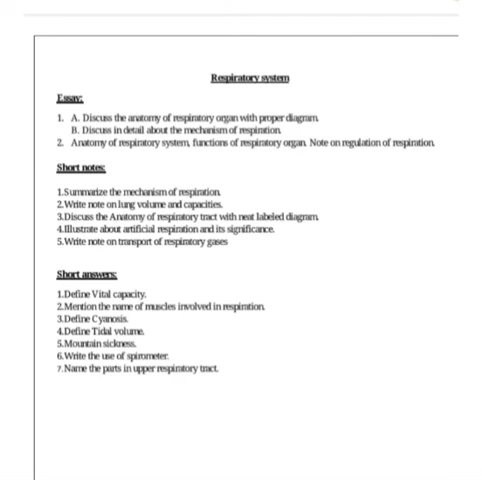 Respiratory system
Essay:
1. A. Discuss the anatomy of respiratory organ with proper diagram.
B. Discuss in detail about the mechanism of respiration.
2. Anatomy of respiratory system, functions of respiratory organ. Note on regulation of respiration.
Short notes:
1.Summarize the mechanism of respiration.
2.Write note on lung volume and capacities.
3.Discuss the Anatomy of respiratory tract with neat labeled diagram.
4.Illustrate about artificial respiration and its significance.
5.Write note on transport of respiratory gases
Short answers:
1.Define Vital capacity.
2.Mention the name of muscles involved in respiration.
3.Define Cyanosis.
4.Define Tidal volume.
5.Mountain sickness.
6.Write the use of spirometer.
7.Name the parts in upper respiratory tract.